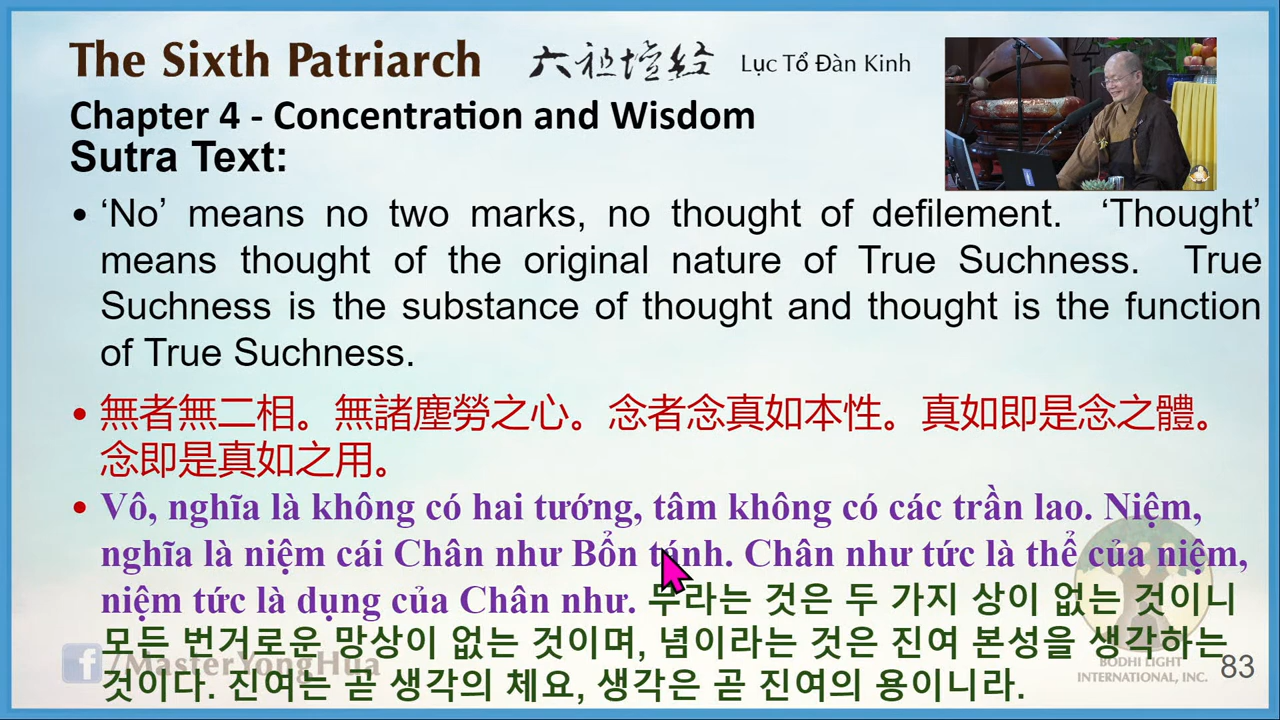 The Sixth Patriarch 六祖壇經 Lục Tổ Đàn Kinh
Chapter 4 - Concentration and Wisdom
Sutra Text:
• ‘No’ means no two marks, no thought of defilement. ‘Thought’
means thought of the original nature of True Suchness. True
Suchness is the substance of thought and thought is the function
of True Suchness.
• 無者無二相。無諸塵勞之心。念者念真如本性。真如即是念之體。
念即是真如之用。
• Vô, nghĩa là không có hai tướng, tâm không có các trần lao. Niệm,
nghĩa là niệm cái Chân như Bổn tánh. Chân như tức là thể của niệm,
niệm tức là dụng của Chân như. 무라는 것은 두 가지 상이 없는 것이니
모든 번거로운 망상이 없는 것이며, 념이라는 것은 진여 본성을 생각하는
것이다. 진여는 곧 생각의 체요, 생각은 곧 진여의 용이니라.
f /MasterYongHua
BODHI LIGHT
INTERNATIONAL, INC.
83